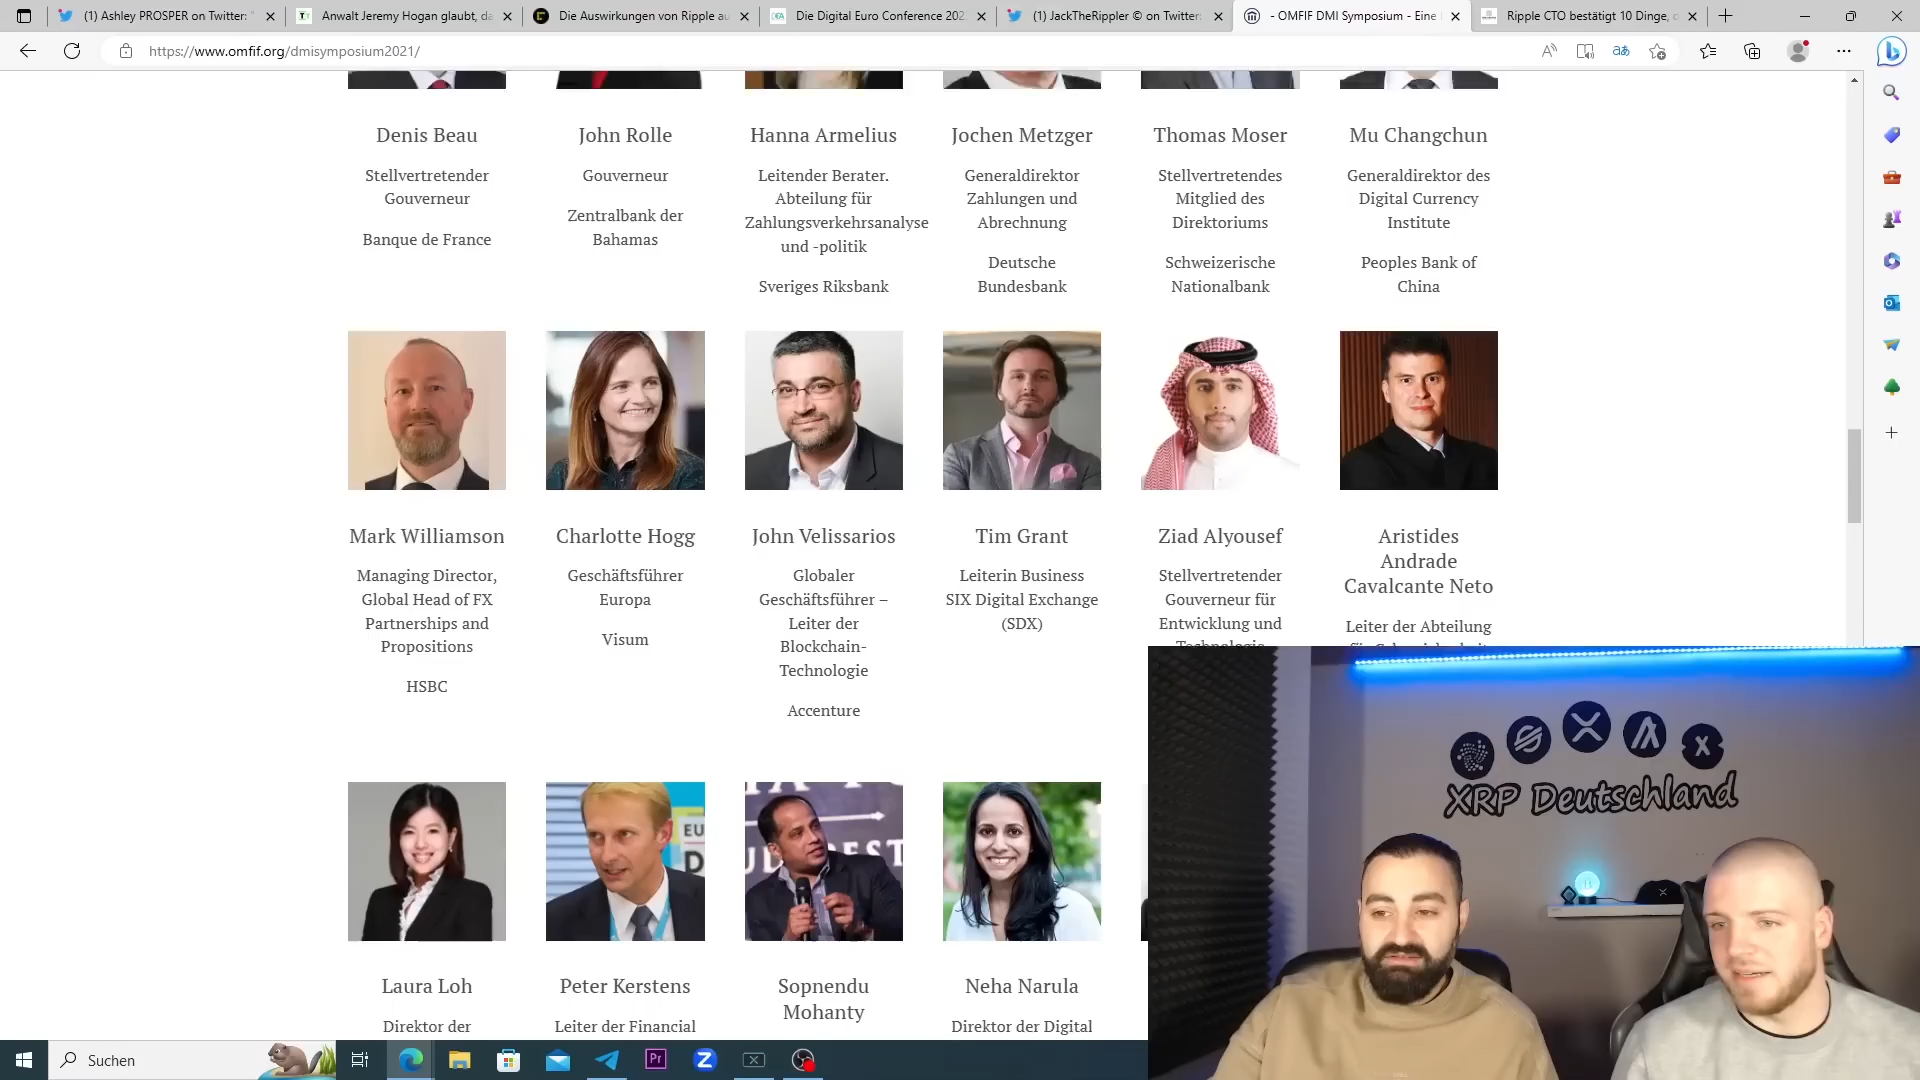 (1) Ashley PROSPER on Twitter: "
Anwalt Jeremy Hogan glaubt, da
Die Auswirkungen von Ripple au
Die Digital Euro Conference 202
(1) JackTheRippler © on Twitter:
- OMFIF DMI Symposium - Eine
Ripple CTO bestätigt 10 Dinge, d
https://www.omfif.org/dmisymposium2021/
Denis Beau
Stellvertretender
Gouverneur
Banque de France
John Rolle
Gouverneur
Zentralbank der
Bahamas
Hanna Armelius
Leitender Berater.
Abteilung für
Zahlungsverkehrsanalyse
und -politik
Sveriges Riksbank
Jochen Metzger
Generaldirektor
Zahlungen und
Abrechnung
Deutsche
Bundesbank
Thomas Moser
Stellvertretendes
Mitglied des
Direktoriums
Schweizerische
Nationalbank
Mu Changchun
Generaldirektor des
Digital Currency
Institute
Peoples Bank of
China
Mark Williamson
Managing Director,
Global Head of FX
Partnerships and
Propositions
HSBC
Charlotte Hogg
Geschäftsführer
Europa
Visum
John Velissarios
Globaler
Geschäftsführer –
Leiter der
Blockchain-
Technologie
Accenture
Tim Grant
Leiterin Business
SIX Digital Exchange
(SDX)
Ziad Alyousef
Stellvertretender
Gouverneur für
Entwicklung und
Technologie
Aristides
Andrade
Cavalcante Neto
Leiter der Abteilung
Laura Loh
Direktor der
Peter Kerstens
Leiter der Financial
Sopnendu
Mohanty
Neha Narula
Direktor der Digital
XRP Deutschland
Suchen
Pr